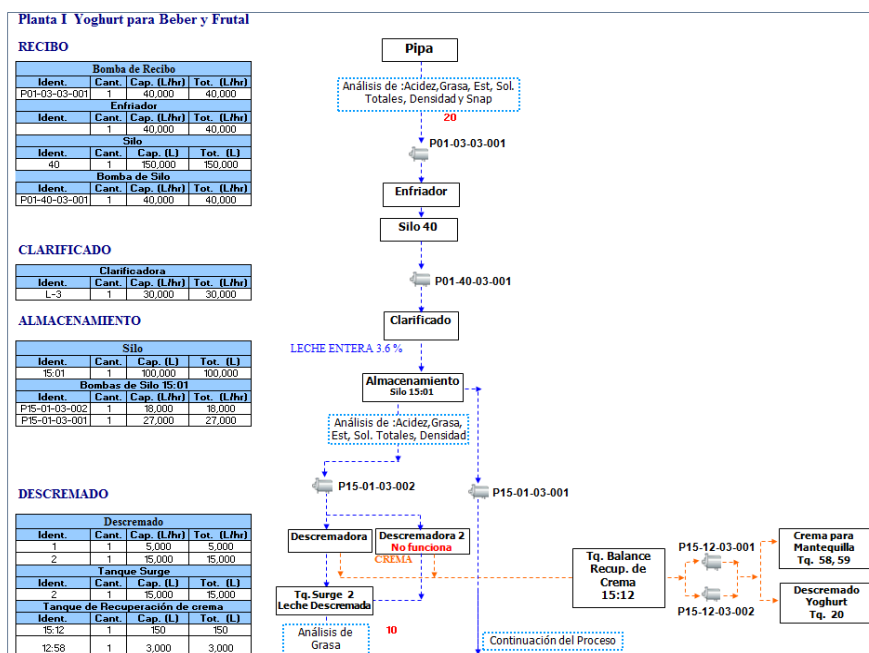 Planta I  Yoghurt para Beber y Frutal
RECIBO
Bomba de Recibo
Ident. Cant. Cap. (L/hr) Tot. (L/hr)
P01-03-03-001 1 40,000 40,000
Enfriador
Ident. Cant. Cap. (L/hr) Tot. (L/hr)
1 40,000 40,000
Silo
Ident. Cant. Cap. (L) Tot. (L)
40 1 150,000 150,000
Bomba de Silo
Ident. Cant. Cap. (L/hr) Tot. (L/hr)
P01-40-03-001 1 40,000 40,000
CLARIFICADO
Clarificadora
Ident. Cant. Cap. (L/hr) Tot. (L/hr)
L-3 1 30,000 30,000
ALMACENAMIENTO
Silo
Ident. Cant. Cap. (L) Tot. (L)
15:01 1 100,000 100,000
Bombas de Silo 15:01
Ident. Cant. Cap. (L/hr) Tot. (L/hr)
P15-01-03-002 1 18,000 18,000
P15-01-03-001 1 27,000 27,000
DESCREMADO
Descremado
Ident. Cant. Cap. (L/hr) Tot. (L/hr)
1 1 5,000 5,000
2 1 15,000 15,000
Tanque Surge
Ident. Cant. Cap. (L/hr) Tot. (L/hr)
2 1 15,000 15,000
Tanque de Recuperación de crema
Ident. Cant. Cap. (L/hr) Tot. (L/hr)
15:12 1 150 150
12:58 1 3,000 3,000
Pipa
Análisis de :Acidez,Grasa, Est, Sol.
Totales, Densidad y Snap
20
P01-03-03-001
Enfriador
Silo 40
P01-40-03-001
Clarificado
LECHE ENTERA 3.6 %
Almacenamiento
Silo 15:01
Análisis de :Acidez,Grasa,
Est, Sol. Totales, Densidad
P15-01-03-002
P15-01-03-001
Descremadora
Descremadora 2
No funciona
CREMA
Tq. Surge 2
Leche Descremada
Análisis de
Grasa
10
Continuación del Proceso
Tq. Balance
Recup. de
Crema
15:12
P15-12-03-001
P15-12-03-002
Crema para
Mantequilla
Tq. 58, 59
Descremado
Yoghurt
Tq. 20